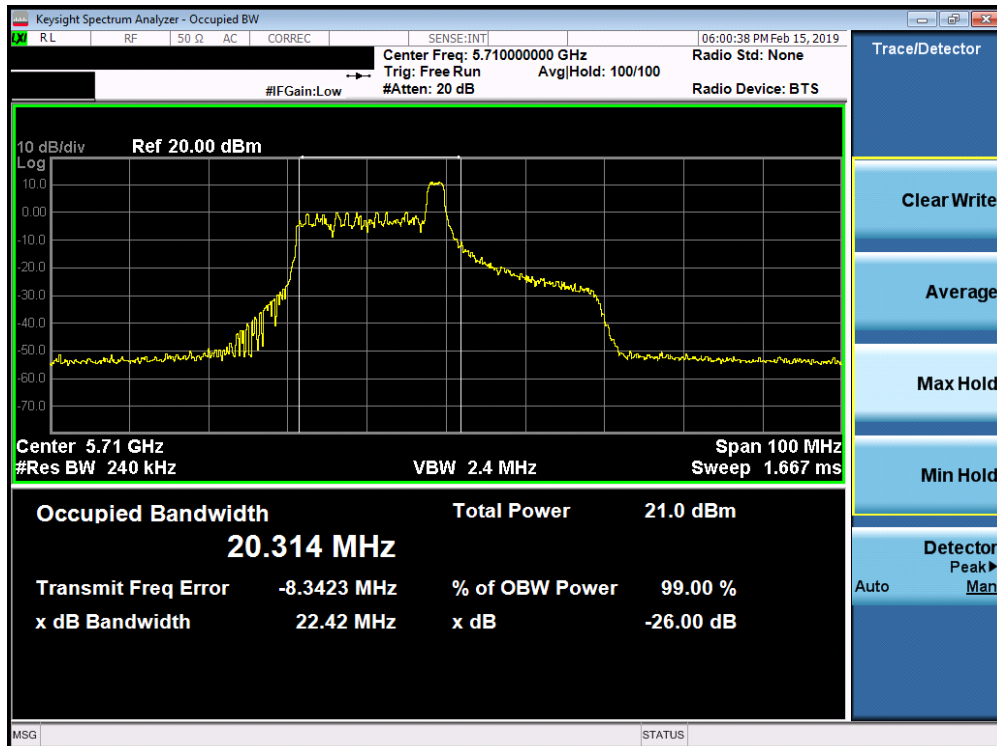 Keysight Spectrum Analyzer - Occupied BW
LXI RL RF 50 Ω AC CORREC SENSE:INT 06:00:38 PM Feb 15, 2019
Center Freq: 5.710000000 GHz Radio Std: None
Trig: Free Run Avg|Hold: 100/100
#IFGain:Low #Atten: 20 dB Radio Device: BTS
10 dB/div Ref 20.00 dBm
Log
10.0
0.00
-10.0
-20.0
-30.0
-40.0
-50.0
-60.0
-70.0
Center 5.71 GHz Span 100 MHz
#Res BW 240 kHz VBW 2.4 MHz Sweep 1.667 ms
Occupied Bandwidth Total Power 21.0 dBm
20.314 MHz
Transmit Freq Error -8.3423 MHz % of OBW Power 99.00 %
x dB Bandwidth 22.42 MHz x dB -26.00 dB
MSG STATUS
Trace/Detector
Clear Write
Average
Max Hold
Min Hold
Detector
Peak▶
Auto Man